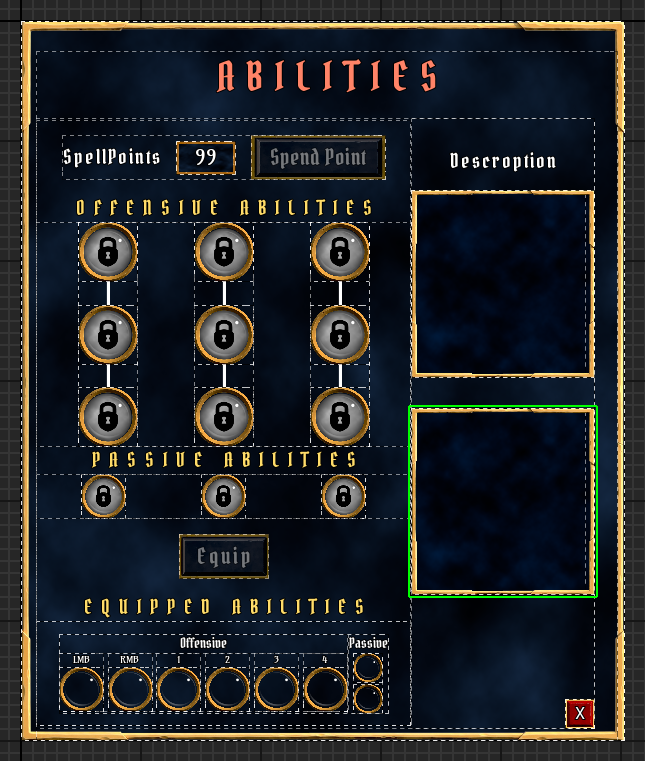 ABILITIES
SpellPoints 99 Spend Point
Descroption
OFFENSIVE ABILITIES
PASSIVE ABILITIES
Equip
EQUIPPED ABILITIES
Offensive Passive
LMB RMB 1 2 3 4
X